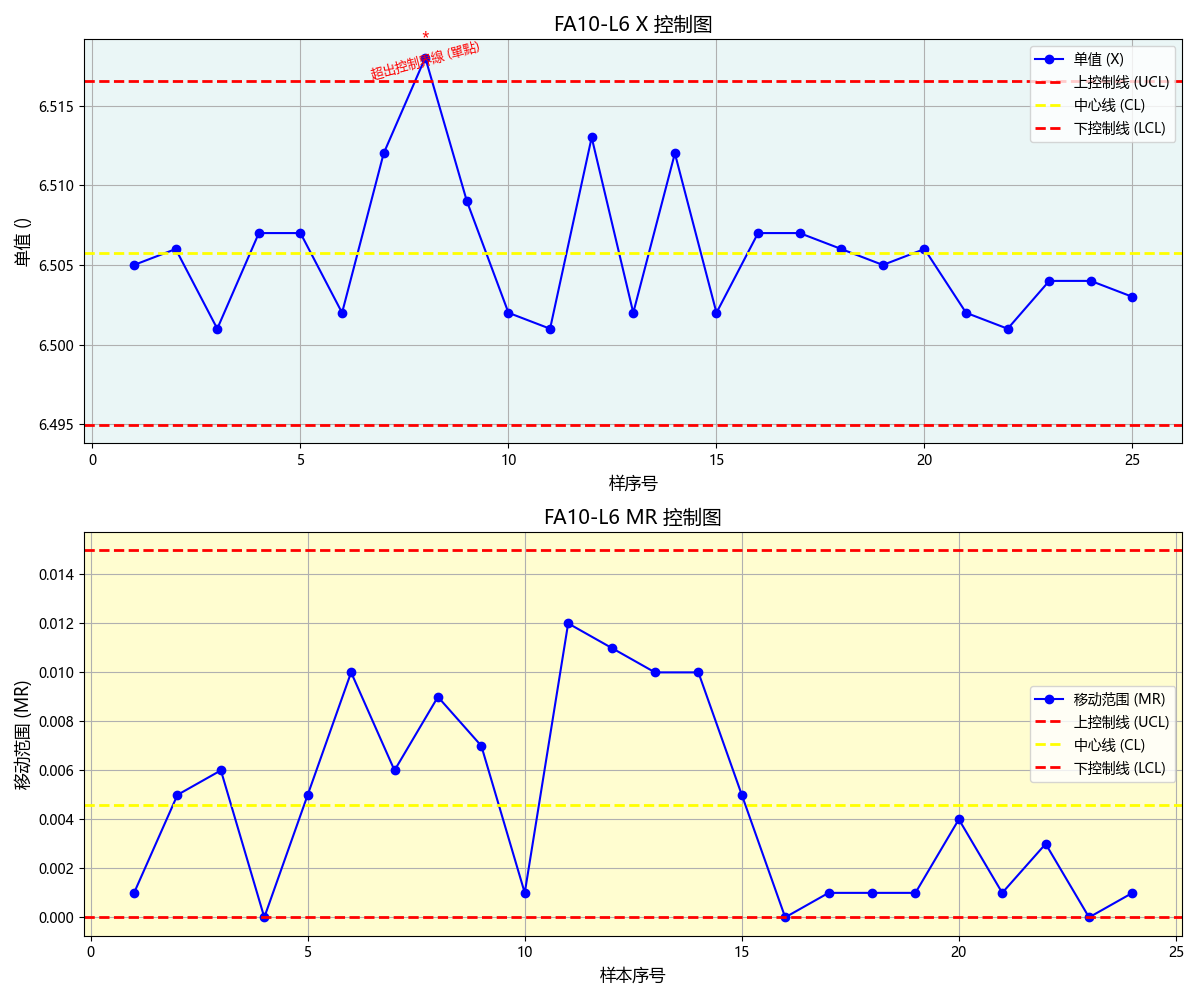 FA10-L6 X 控制图
*
超出控制界線 (單點)
单值 (X)
上控制线 (UCL)
中心线 (CL)
下控制线 (LCL)
单值 ()
6.515
6.510
6.505
6.500
6.495
0 5 10 15 20 25
样序号
FA10-L6 MR 控制图
移动范围 (MR)
上控制线 (UCL)
中心线 (CL)
下控制线 (LCL)
移动范围 (MR)
0.014
0.012
0.010
0.008
0.006
0.004
0.002
0.000
0 5 10 15 20 25
样本序号